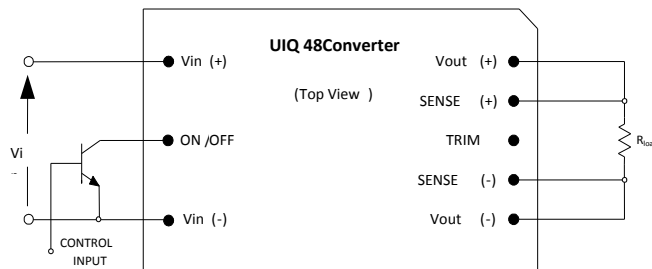 UIQ 48Converter
(Top View )
Vin (+)
ON /OFF
Vin (-)
Vout (+)
SENSE (+)
TRIM
SENSE (-)
Vout (-)
Vi
CONTROL
INPUT